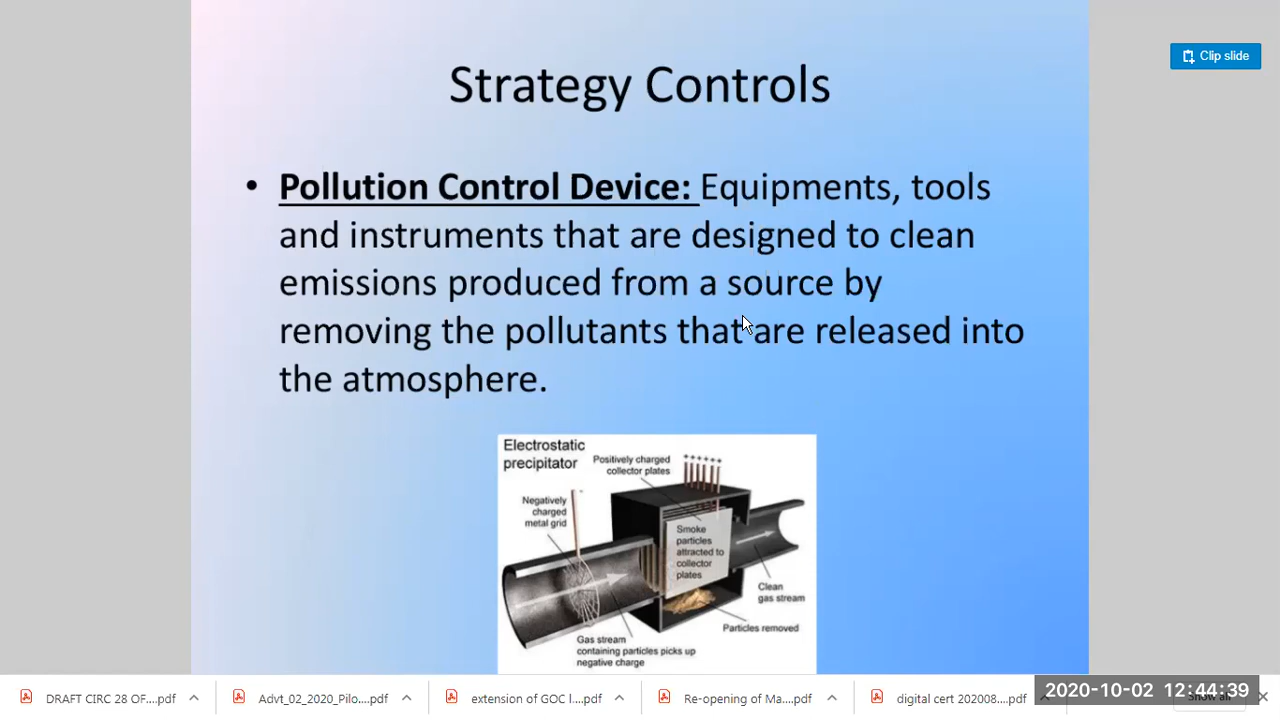 Clip slide
Strategy Controls
• Pollution Control Device: Equipments, tools
and instruments that are designed to clean
emissions produced from a source by
removing the pollutants that are released into
the atmosphere.
Electrostatic
precipitator
Positively charged
collector plates
++++++
Negatively
charged
metal grid
Smoke
particles
attracted to
collector
plates
Clean
gas stream
Particles removed
Gas stream
containing particles picks up
negative charge
DRAFT CIRC 28 OF....pdf
Advt_02_2020_Pilo....pdf
extension of GOC l....pdf
Re-opening of Ma....pdf
digital cert 202008....pdf
Show all
2020-10-02 12:44:39